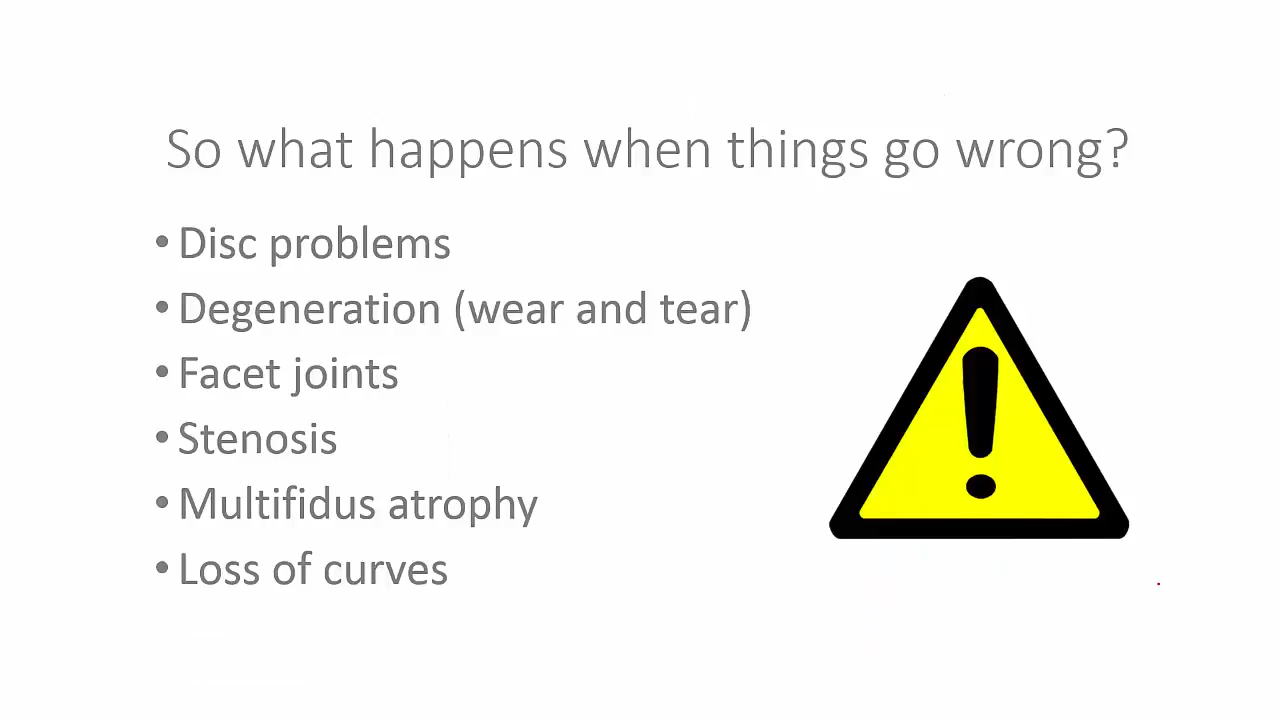 So what happens when things go wrong?
• Disc problems
• Degeneration (wear and tear)
• Facet joints
• Stenosis
• Multifidus atrophy
• Loss of curves